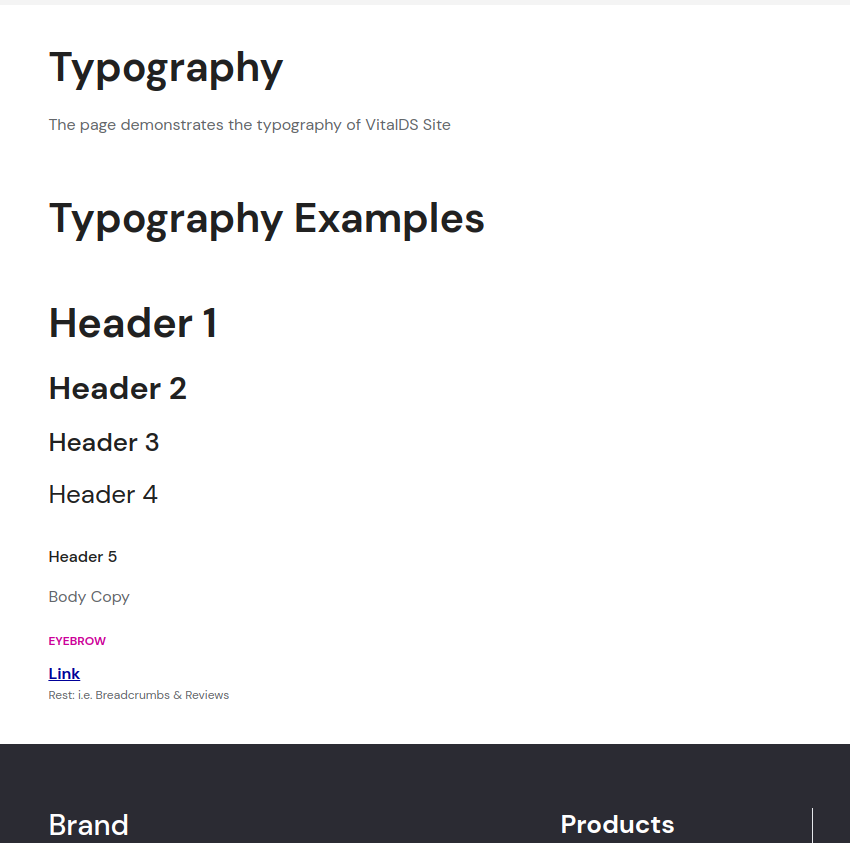 Typography
The page demonstrates the typography of VitalDS Site
Typography Examples
Header 1
Header 2
Header 3
Header 4
Header 5
Body Copy
EYEBROW
Link
Rest: i.e. Breadcrumbs & Reviews
Brand
Products